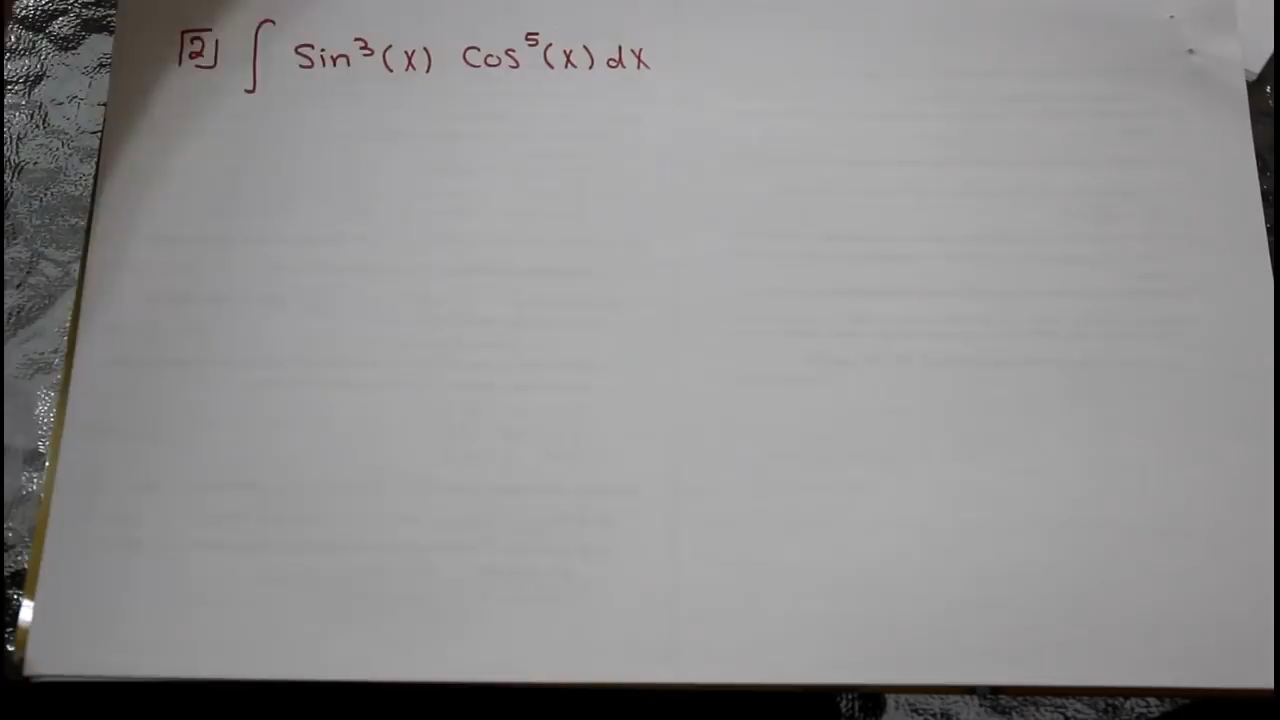 2 ∫ Sin³(x) Cos⁵(x) dx